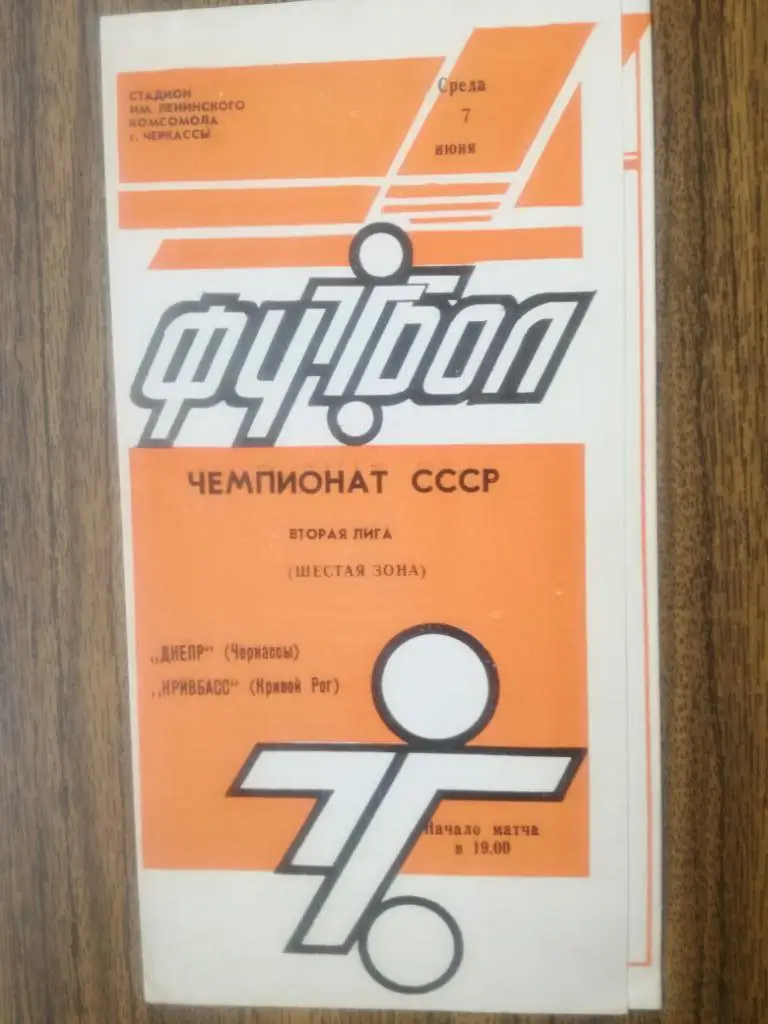 СТАДИОН
ИМ. ЛЕНИНСКОГО
КОМСОМОЛА
г. ЧЕРКАССЫ
Среда
7
июня
ФУТБОЛ
ЧЕМПИОНАТ СССР
ВТОРАЯ ЛИГА
(ШЕСТАЯ ЗОНА)
„ДНЕПР“ (Черкассы)
„КРИВБАСС“ (Кривой Рог)
Начало матча
в 19.00